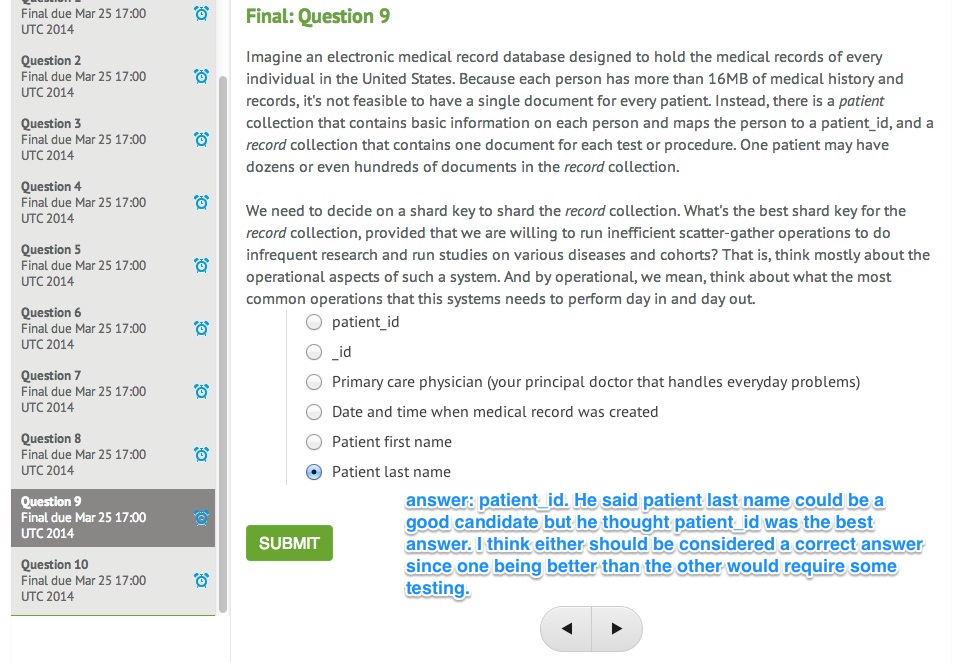 Final due Mar 25 17:00
UTC 2014
Question 2
Final due Mar 25 17:00
UTC 2014
Question 3
Final due Mar 25 17:00
UTC 2014
Question 4
Final due Mar 25 17:00
UTC 2014
Question 5
Final due Mar 25 17:00
UTC 2014
Question 6
Final due Mar 25 17:00
UTC 2014
Question 7
Final due Mar 25 17:00
UTC 2014
Question 8
Final due Mar 25 17:00
UTC 2014
Question 9
Final due Mar 25 17:00
UTC 2014
Question 10
Final due Mar 25 17:00
UTC 2014
Final: Question 9
Imagine an electronic medical record database designed to hold the medical records of every
individual in the United States. Because each person has more than 16MB of medical history and
records, it's not feasible to have a single document for every patient. Instead, there is a patient
collection that contains basic information on each person and maps the person to a patient_id, and a
record collection that contains one document for each test or procedure. One patient may have
dozens or even hundreds of documents in the record collection.
We need to decide on a shard key to shard the record collection. What's the best shard key for the
record collection, provided that we are willing to run inefficient scatter-gather operations to do
infrequent research and run studies on various diseases and cohorts? That is, think mostly about the
operational aspects of such a system. And by operational, we mean, think about what the most
common operations that this systems needs to perform day in and day out.
patient_id
_id
Primary care physician (your principal doctor that handles everyday problems)
Date and time when medical record was created
Patient first name
Patient last name
answer: patient_id. He said patient last name could be a
good candidate but he thought patient_id was the best
answer. I think either should be considered a correct answer
since one being better than the other would require some
testing.
SUBMIT